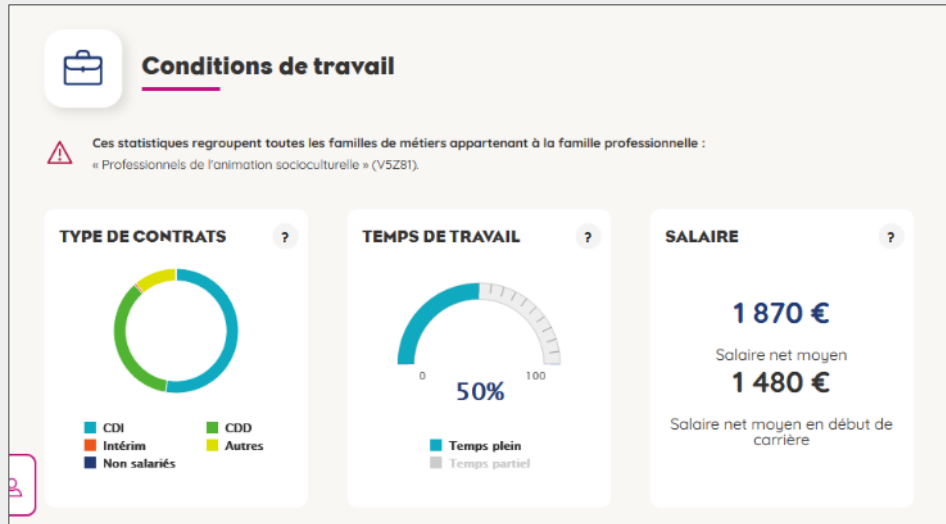 Conditions de travail
Ces statistiques regroupent toutes les familles de métiers appartenant à la famille professionnelle :
« Professionnels de l'animation socioculturelle » (V5Z81).
TYPE DE CONTRATS ?
CDI
CDD
Intérim
Autres
Non salariés
TEMPS DE TRAVAIL ?
0
100
50%
Temps plein
Temps partiel
SALAIRE ?
1 870 €
Salaire net moyen
1 480 €
Salaire net moyen en début de
carrière